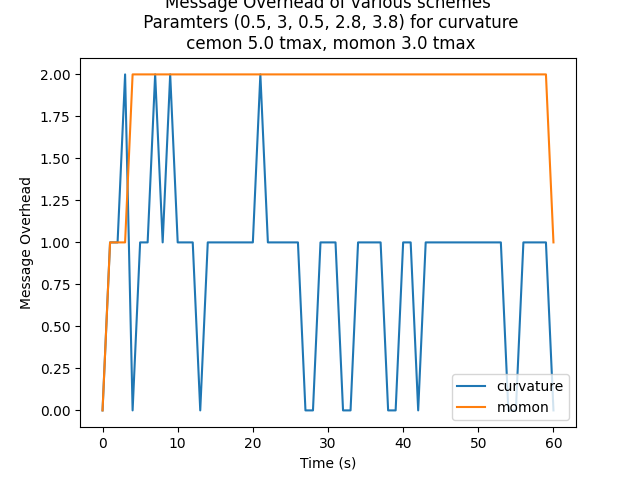 Message Overhead of various schemes
Paramters (0.5, 3, 0.5, 2.8, 3.8) for curvature
cemon 5.0 tmax, momon 3.0 tmax
2.00
1.75
1.50
1.25
1.00
0.75
0.50
0.25
0.00
Message Overhead
0 10 20 30 40 50 60
Time (s)
curvature
momon